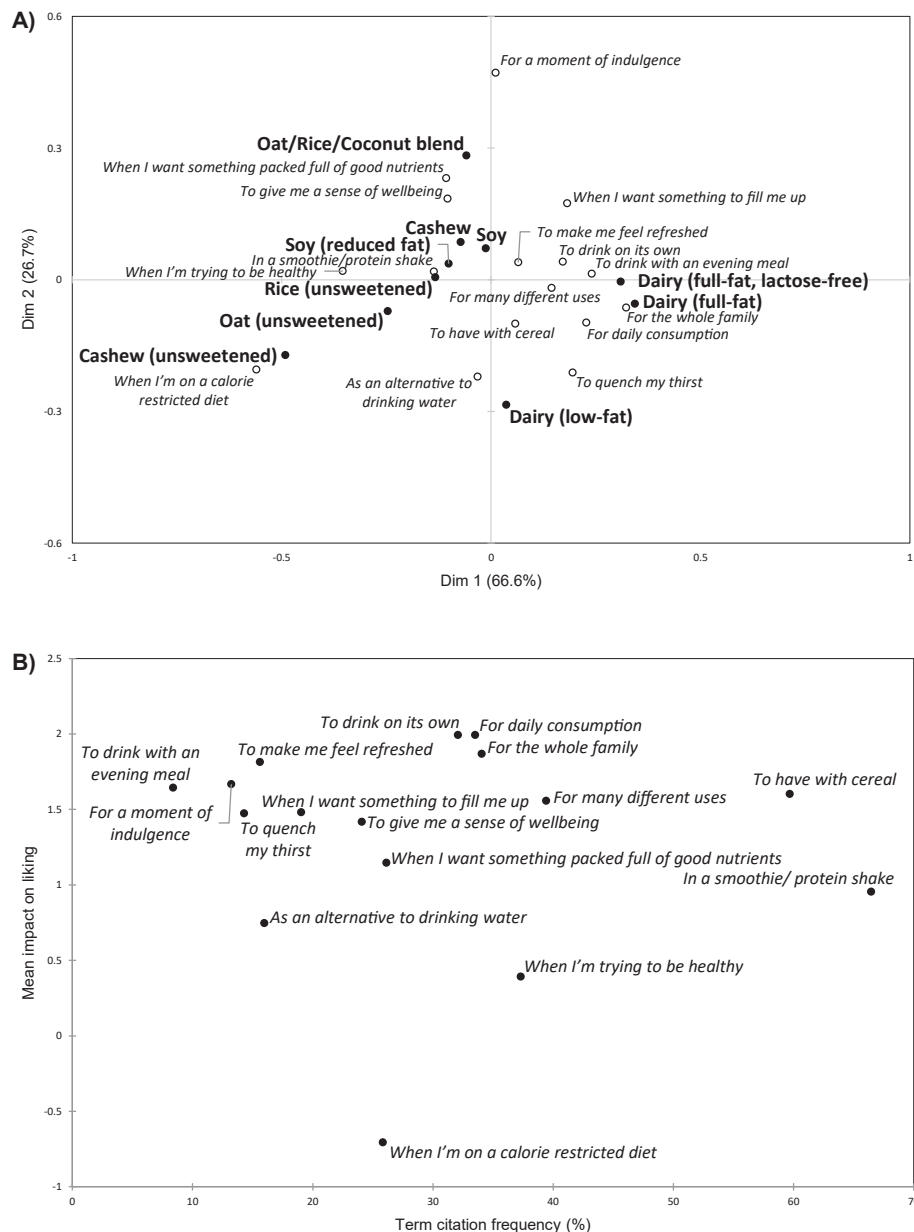 A)
0.6
For a moment of indulgence
0.3
Oat/Rice/Coconut blend
When I want something packed full of good nutrients
To give me a sense of wellbeing
When I want something to fill me up
Cashew
Soy
To make me feel refreshed
Soy (reduced fat)
To drink on its own
In a smoothie/protein shake
When I'm trying to be healthy
To drink with an evening meal
0
Rice (unsweetened)
Dairy (full-fat, lactose-free)
For many different uses
Dairy (full-fat)
Oat (unsweetened)
For the whole family
To have with cereal
For daily consumption
Cashew (unsweetened)
When I'm on a calorie
restricted diet
As an alternative to
drinking water
To quench my thirst
-0.3
Dairy (low-fat)
-0.6
Dim 2 (26.7%)
-1
-0.5
0
0.5
1
Dim 1 (66.6%)
B)
2.5
2
To drink on its own
For daily consumption
For the whole family
To drink with an
evening meal
To make me feel refreshed
To have with cereal
For a moment of
indulgence
When I want something to fill me up
For many different uses
1.5
To quench
my thirst
To give me a sense of wellbeing
When I want something packed full of good nutrients
In a smoothie/ protein shake
1
As an alternative to drinking water
0.5
When I'm trying to be healthy
0
-0.5
When I'm on a calorie restricted diet
-1
Mean impact on liking
0
10
20
30
40
50
60
Term citation frequency (%)